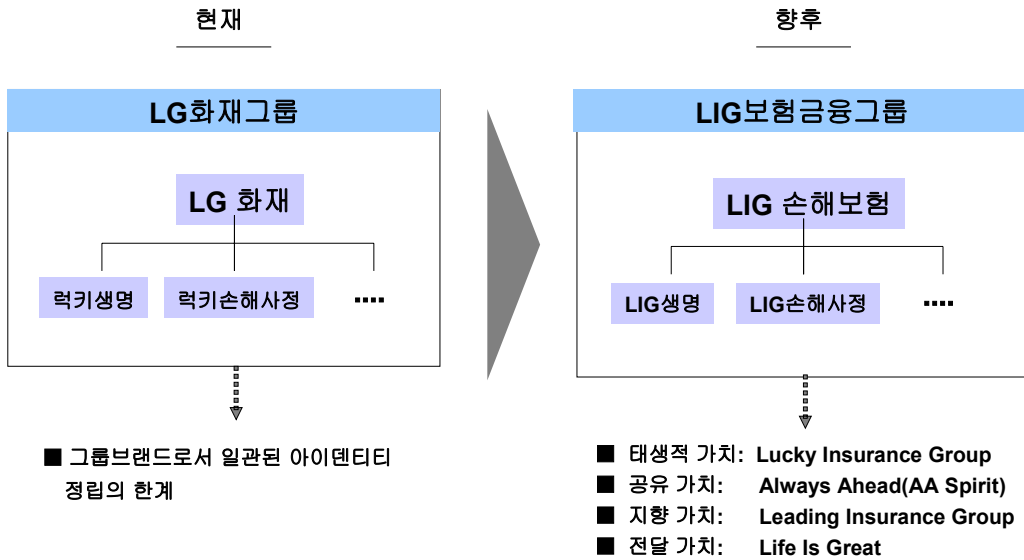 현재
향후
LG화재그룹
LG 화재
럭키생명
럭키손해사정
....
■ 그룹브랜드로서 일관된 아이덴티티
정립의 한계
LIG보험금융그룹
LIG 손해보험
LIG생명
LIG손해사정
....
■ 태생적 가치: Lucky Insurance Group
■ 공유 가치: Always Ahead(AA Spirit)
■ 지향 가치: Leading Insurance Group
■ 전달 가치: Life Is Great